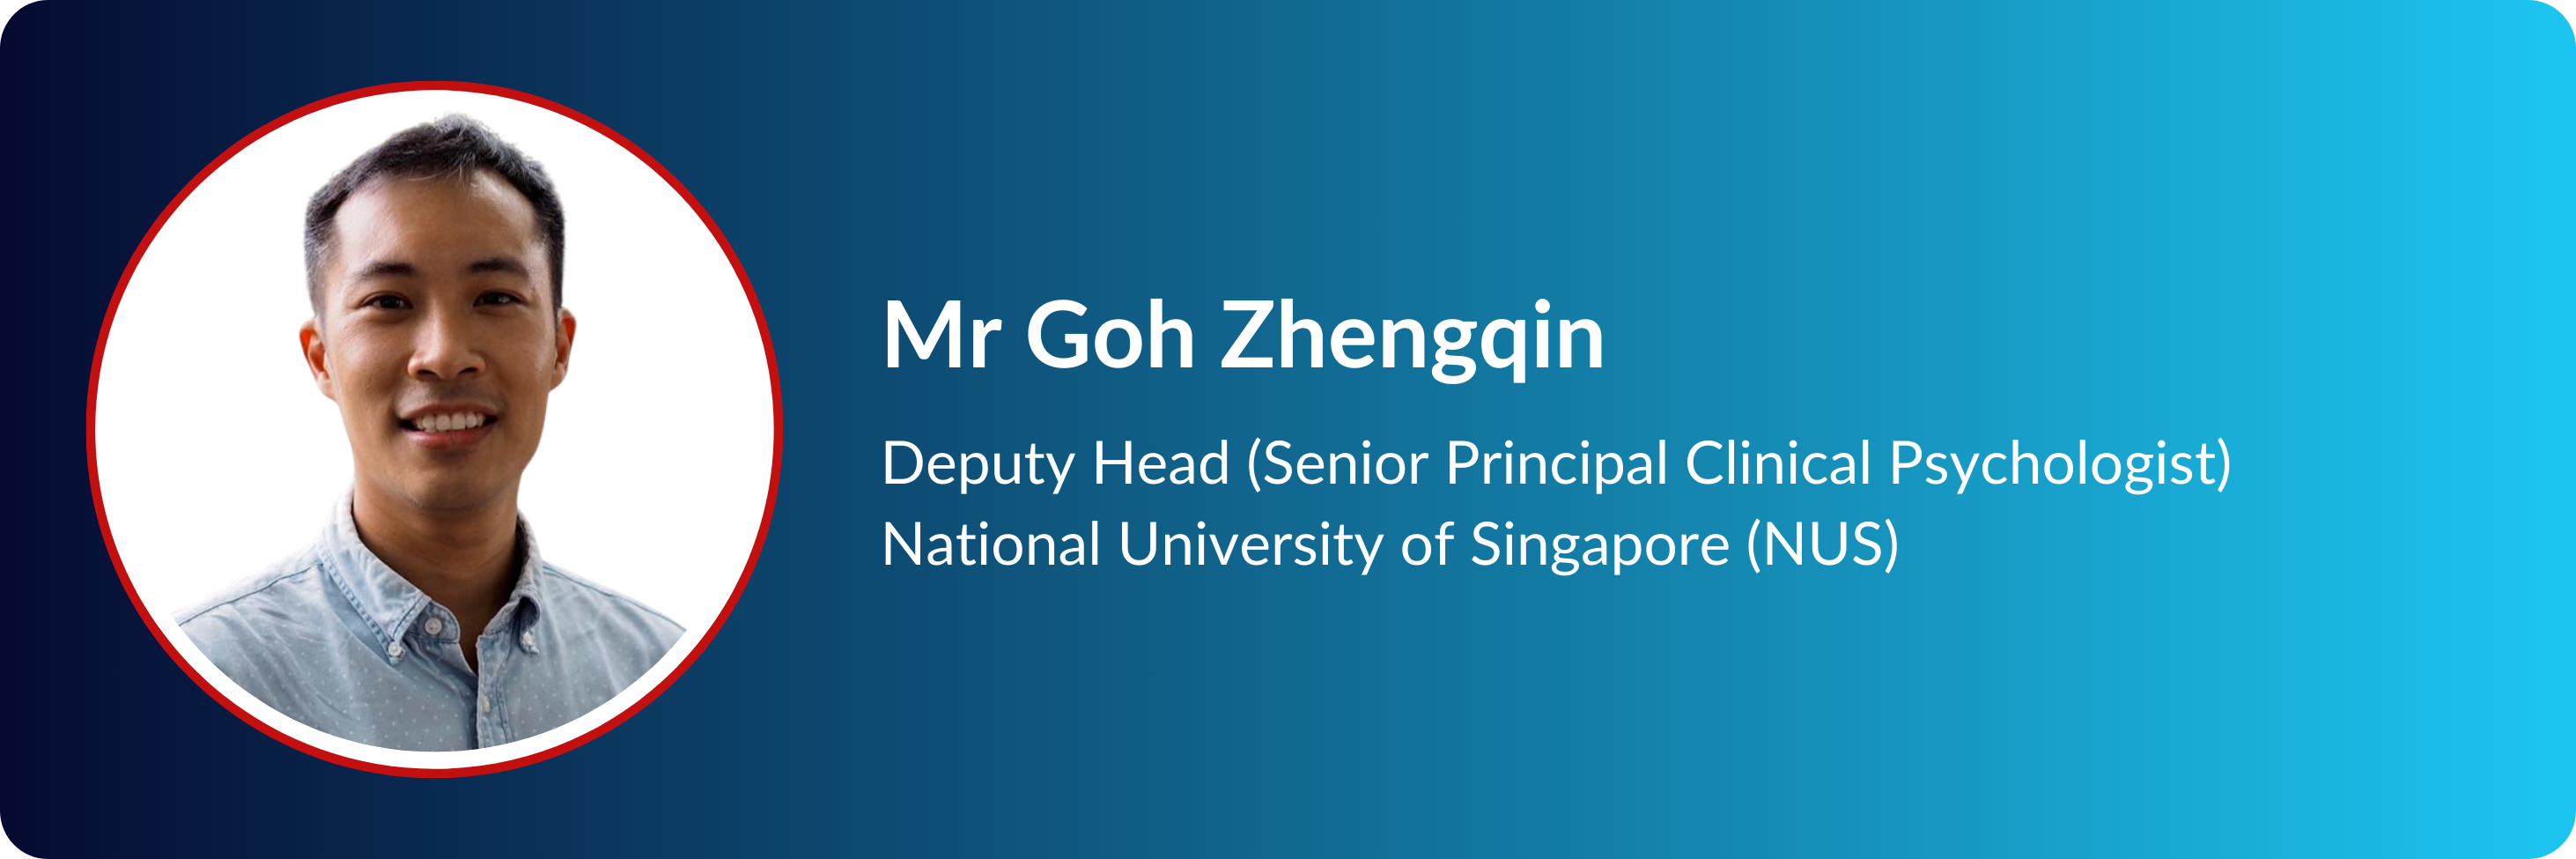 Mr Goh Zhengqin
Deputy Head (Senior Principal Clinical Psychologist)
National University of Singapore (NUS)